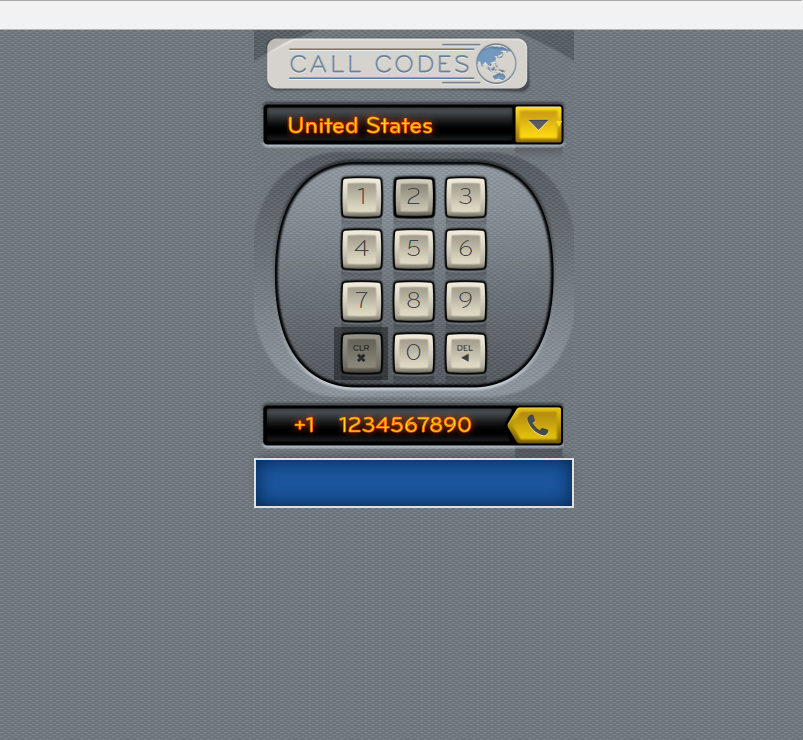 CALL CODES
United States
1 2 3
4 5 6
7 8 9
CLR 0 DEL
+1 1234567890